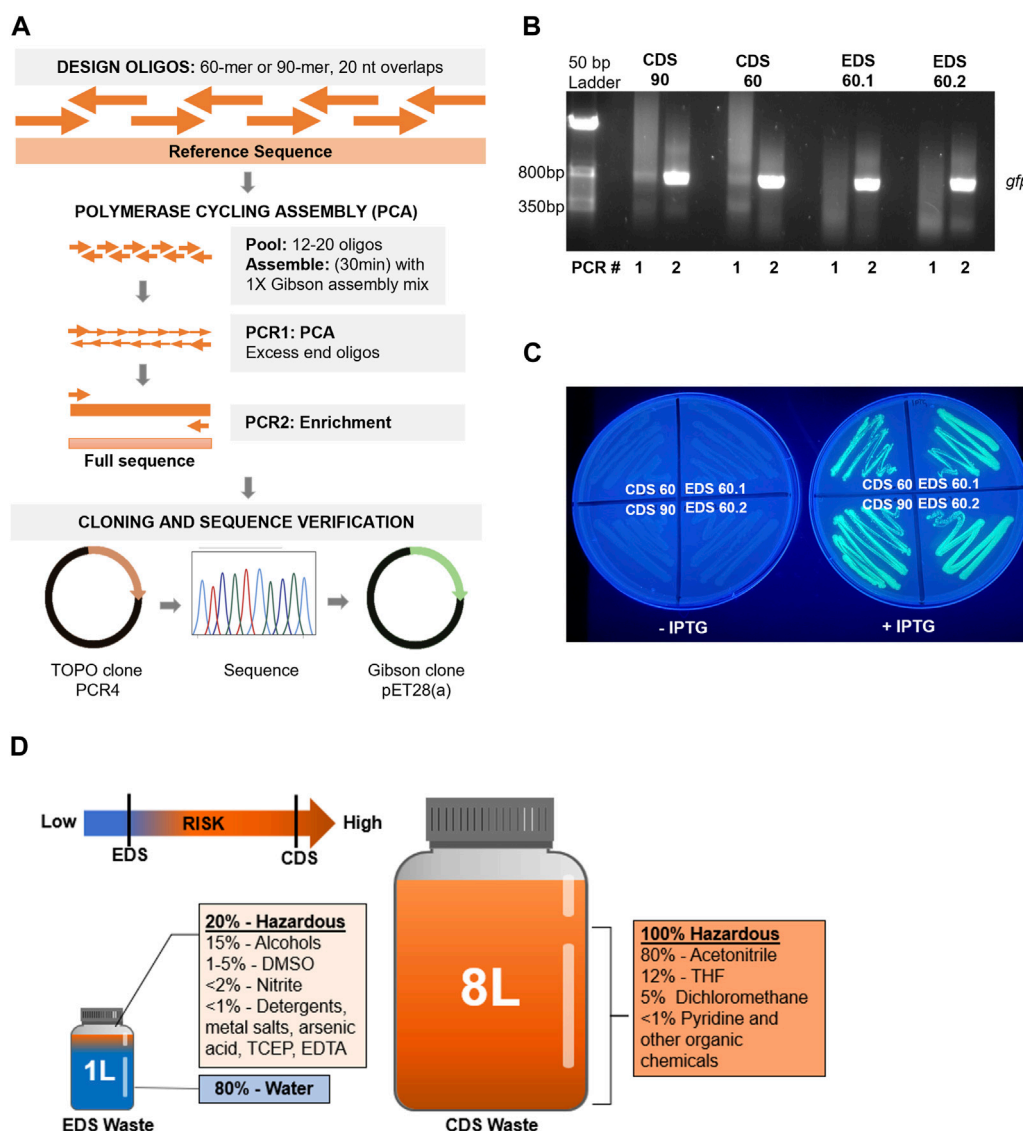 A
DESIGN OLIGOS: 60-mer or 90-mer, 20 nt overlaps
Reference Sequence
POLYMERASE CYCLING ASSEMBLY (PCA)
Pool: 12-20 oligos
Assemble: (30min) with
1X Gibson assembly mix
PCR1: PCA
Excess end oligos
PCR2: Enrichment
Full sequence
CLONING AND SEQUENCE VERIFICATION
TOPO clone
PCR4
Sequence
Gibson clone
pET28(a)
B
50 bp
Ladder
CDS
90
CDS
60
EDS
60.1
EDS
60.2
800bp
350bp
gfp
PCR # 1 2 1 2 1 2 1 2
C
CDS 60 EDS 60.1
CDS 90 EDS 60.2
- IPTG
CDS 60 EDS 60.1
CDS 90 EDS 60.2
+ IPTG
D
Low
RISK
High
EDS
CDS
20% - Hazardous
15% - Alcohols
1-5% - DMSO
<2% - Nitrite
<1% - Detergents,
metal salts, arsenic
acid, TCEP, EDTA
80% - Water
1L
EDS Waste
8L
CDS Waste
100% Hazardous
80% - Acetonitrile
12% - THF
5% Dichloromethane
<1% Pyridine and
other organic
chemicals